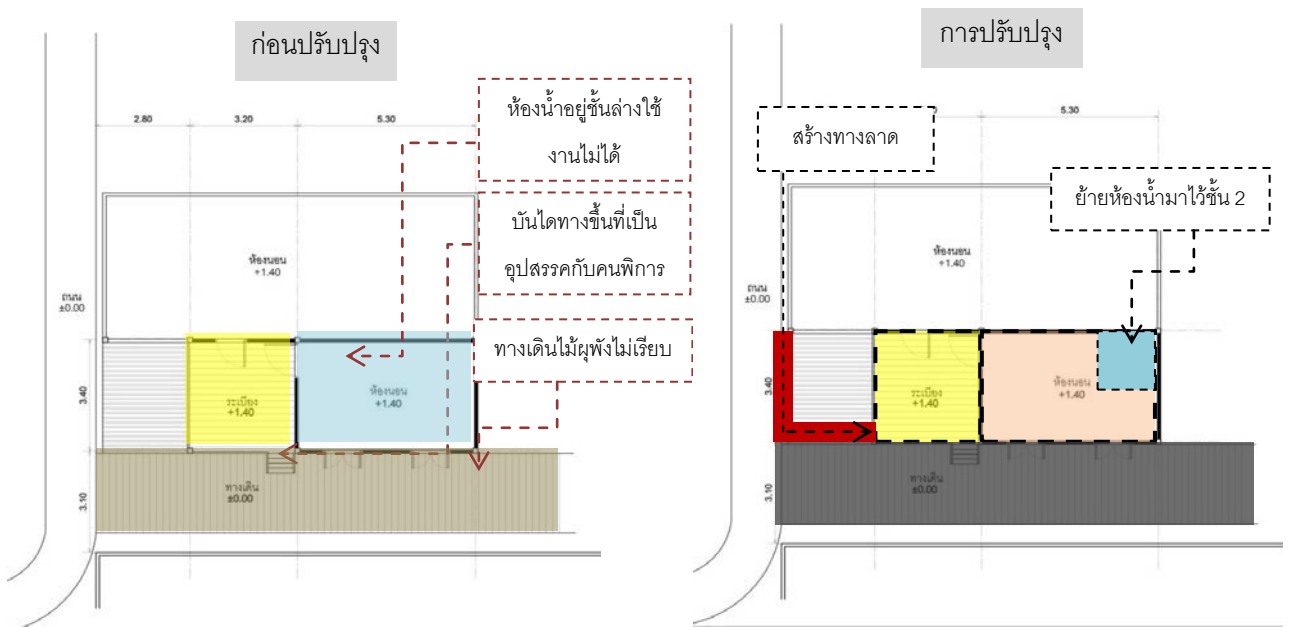 ก่อนปรับปรุง
2.80
3.20
5.30
ห้องน้ำอยู่ชั้นล่างใช้
งานไม่ได้
บันไดทางขึ้นที่เป็น
อุปสรรคกับคนพิการ
ทางเดินไม้ผุพังไม่เรียบ
ห้องนอน
+1.40
ถนน
±0.00
3.40
ระเบียง
+1.40
ห้องนอน
+1.40
3.10
ทางเดิน
±0.00
การปรับปรุง
5.30
สร้างทางลาด
ย้ายห้องน้ำมาไว้ชั้น 2
ห้องนอน
+1.40
ถนน
±0.00
3.40
ระเบียง
+1.40
ห้องนอน
+1.40
3.10
ทางเดิน
±0.00